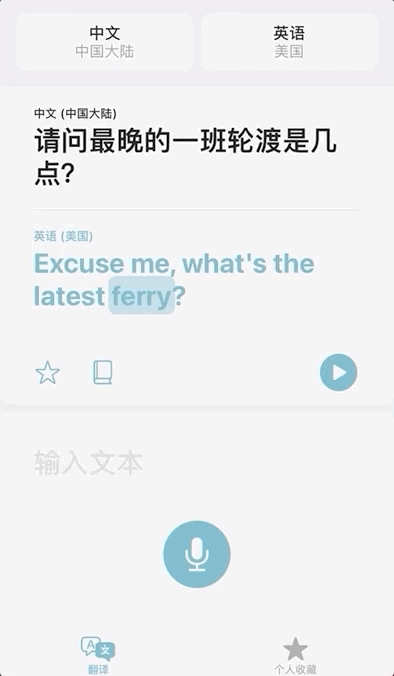 中文
中国大陆
英语
美国
中文 (中国大陆)
请问最晚的一班轮渡是几
点?
英语 (美国)
Excuse me, what's the
latest ferry?
输入文本
A 文
翻译
个人收藏